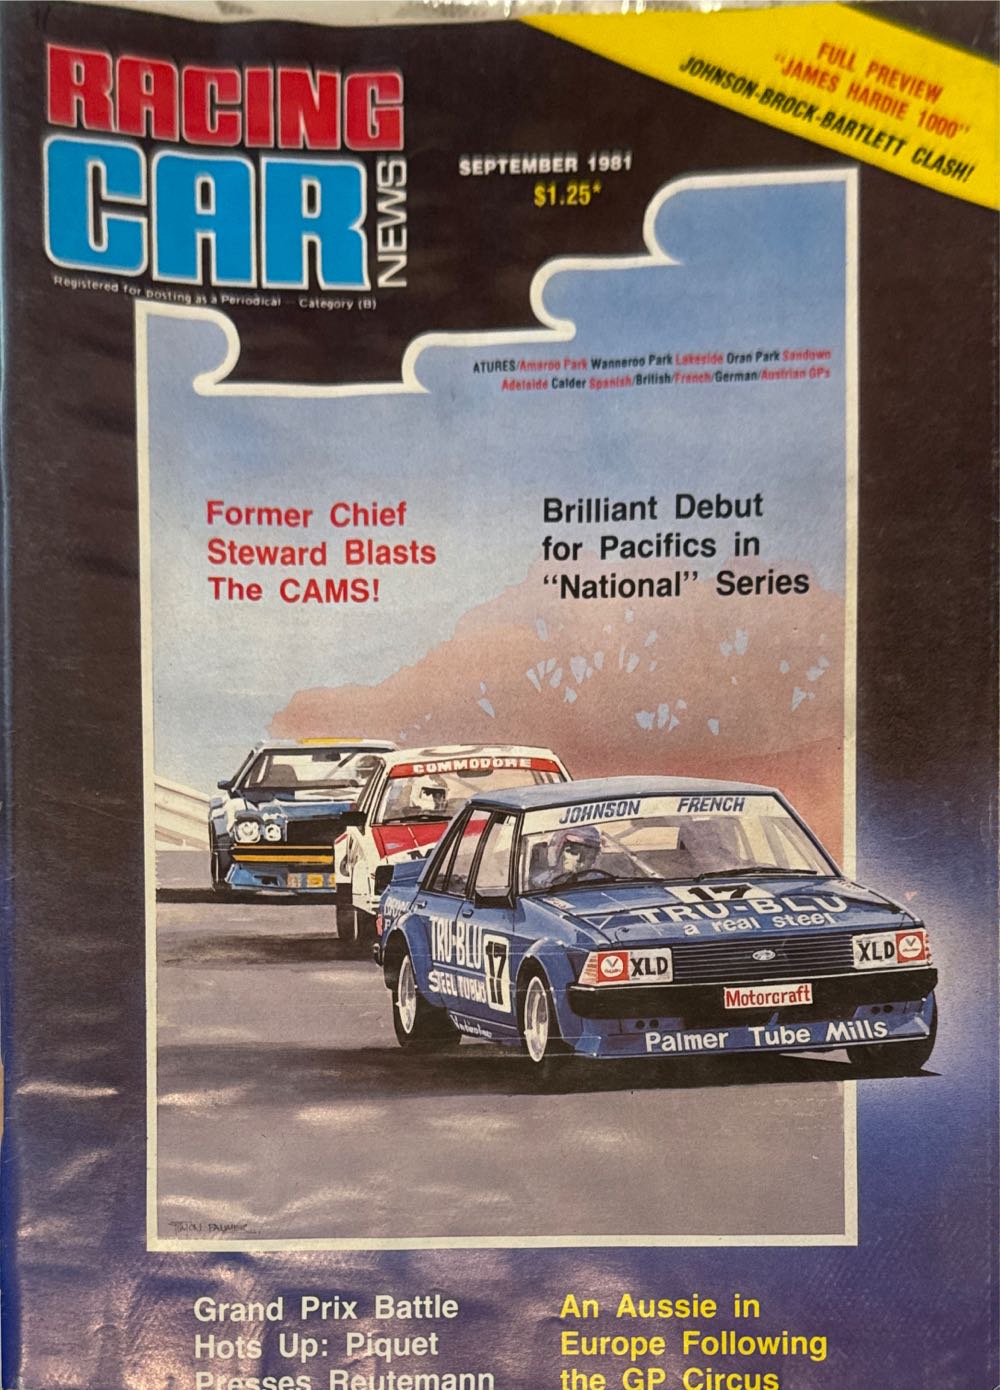 FULL PREVIEW
"JAMES HARDIE 1000"
JOHNSON-BROCK-BARTLETT CLASH!
RACING
CAR
NEWS
SEPTEMBER 1981
$1.25*
Registered for posting as a Periodical — Category (B)
ATURES/Amaroo Park Wanneroo Park Lakeside Oran Park Sandown
Adelaide Calder Spanish/British/French/German/Austrian GPs
Former Chief
Steward Blasts
The CAMS!
Brilliant Debut
for Pacifics in
"National" Series
COMMODORE
JOHNSON FRENCH
17
TRU-BLU
a real steel
TRU-BLU
17
STEEL TUBES
XLD
XLD
Ford
Motorcraft
Palmer Tube Mills
Grand Prix Battle
Hots Up: Piquet
Presses Reutemann
An Aussie in
Europe Following
the GP Circus